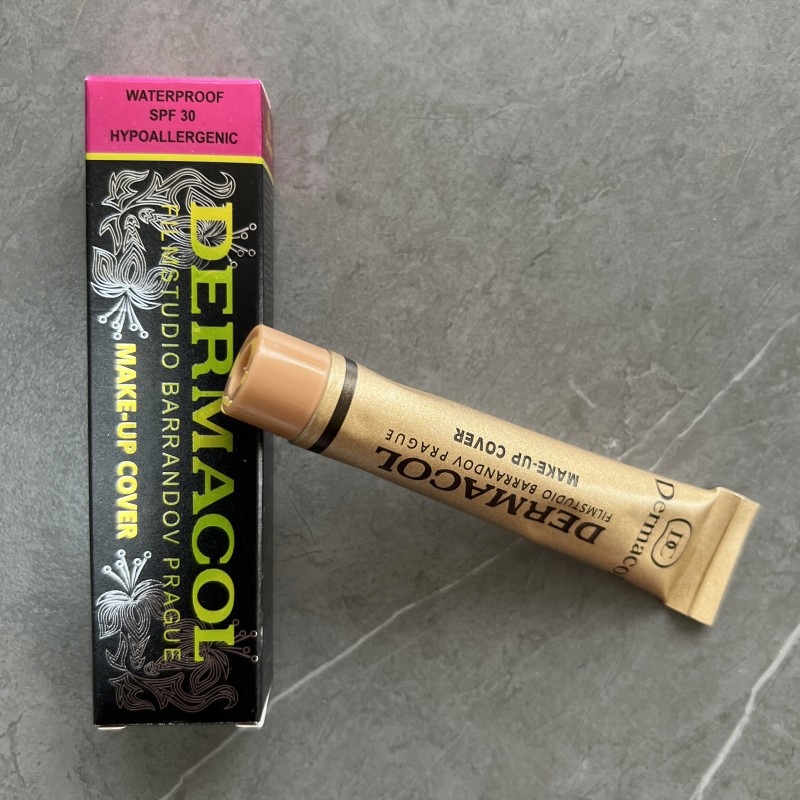 WATERPROOF
SPF 30
HYPOALLERGENIC
DERMACOL
FILMSTUDIO BARRANDOV PRAGUE
MAKE-UP COVER
DERMACOL
FILMSTUDIO BARRANDOV PRAGUE
MAKE-UP COVER
DC
Dermacol